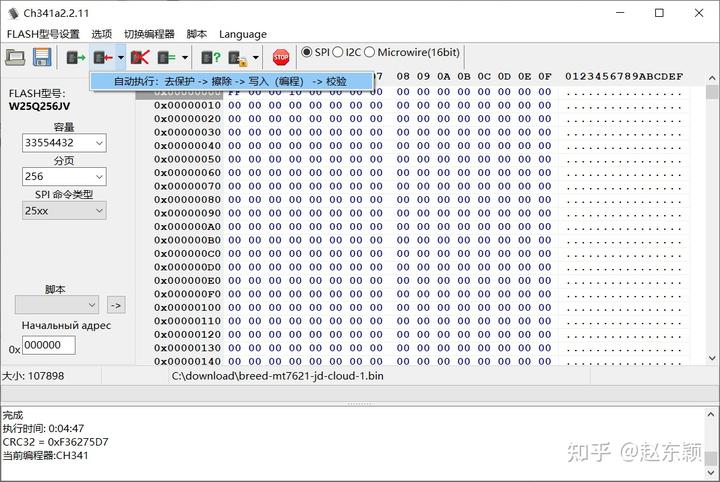 Ch341a2.2.11
FLASH型号设置 选项 切换编程器 脚本 Language
SPI I2C Microwire(16bit)
STOP
自动执行：去保护 -> 擦除 -> 写入（编程） -> 校验
07 08 09 0A 0B 0C 0D 0E 0F 0123456789ABCDEF
FLASH型号：
W25Q256JV
容量
33554432
分页
256
SPI 命令类型
25xx
脚本
->
Начальный адрес
0x 000000
0x00000000 FF 00 00 10 00 00 00 00 00 00 00 00 00 00 00 00 ................
0x00000010 00 00 00 00 00 00 00 00 00 00 00 00 00 00 00 00 ................
0x00000020 00 00 00 00 00 00 00 00 00 00 00 00 00 00 00 00 ................
0x00000030 00 00 00 00 00 00 00 00 00 00 00 00 00 00 00 00 ................
0x00000040 00 00 00 00 00 00 00 00 00 00 00 00 00 00 00 00 ................
0x00000050 00 00 00 00 00 00 00 00 00 00 00 00 00 00 00 00 ................
0x00000060 00 00 00 00 00 00 00 00 00 00 00 00 00 00 00 00 ................
0x00000070 00 00 00 00 00 00 00 00 00 00 00 00 00 00 00 00 ................
0x00000080 00 00 00 00 00 00 00 00 00 00 00 00 00 00 00 00 ................
0x00000090 00 00 00 00 00 00 00 00 00 00 00 00 00 00 00 00 ................
0x000000A0 00 00 00 00 00 00 00 00 00 00 00 00 00 00 00 00 ................
0x000000B0 00 00 00 00 00 00 00 00 00 00 00 00 00 00 00 00 ................
0x000000C0 00 00 00 00 00 00 00 00 00 00 00 00 00 00 00 00 ................
0x000000D0 00 00 00 00 00 00 00 00 00 00 00 00 00 00 00 00 ................
0x000000E0 00 00 00 00 00 00 00 00 00 00 00 00 00 00 00 00 ................
0x000000F0 00 00 00 00 00 00 00 00 00 00 00 00 00 00 00 00 ................
0x00000100 00 00 00 00 00 00 00 00 00 00 00 00 00 00 00 00 ................
0x00000110 00 00 00 00 00 00 00 00 00 00 00 00 00 00 00 00 ................
0x00000120 00 00 00 00 00 00 00 00 00 00 00 00 00 00 00 00 ................
0x00000130 00 00 00 00 00 00 00 00 00 00 00 00 00 00 00 00 ................
0x00000140 00 00 00 00 00 00 00 00 00 00 00 00 00 00 00 00 ................
大小: 107898 C:\download\breed-mt7621-jd-cloud-1.bin
完成
执行时间: 0:04:47
CRC32 = 0xF36275D7
当前编程器:CH341
知乎 @赵东颖